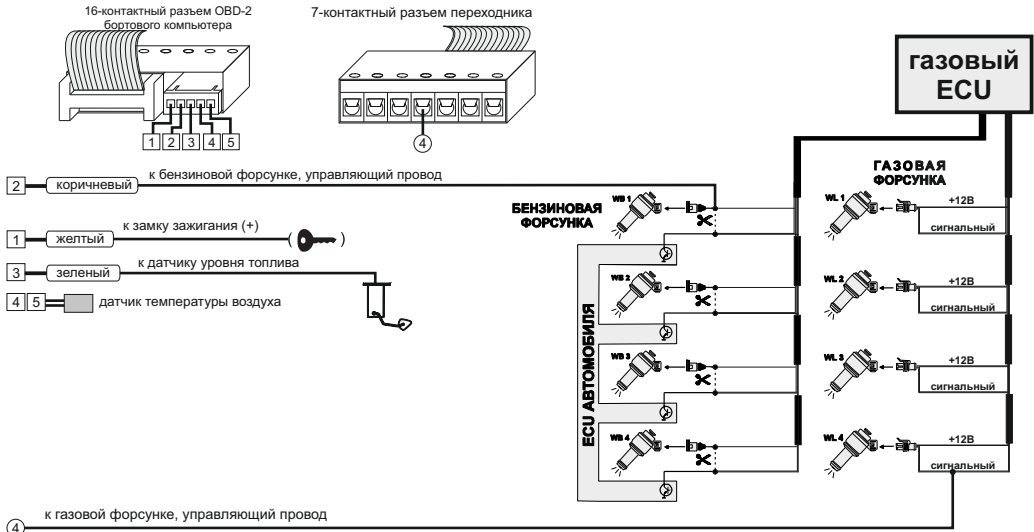 16-контактный разъем OBD-2
бортового компьютера
7-контактный разъем переходника
1 2 3 4 5
4
газовый
ECU
2 коричневый к бензиновой форсунке, управляющий провод
1 желтый к замку зажигания (+)
( )
3 зеленый к датчику уровня топлива
4 5 датчик температуры воздуха
БЕНЗИНОВАЯ
ФОРСУНКА
WB 1
WB 2
WB 3
WB 4
ECU АВТОМОБИЛЯ
ГАЗОВАЯ
ФОРСУНКА
WL 1
+12В
сигнальный
WL 2
+12В
сигнальный
WL 3
+12В
сигнальный
WL 4
+12В
сигнальный
4 к газовой форсунке, управляющий провод